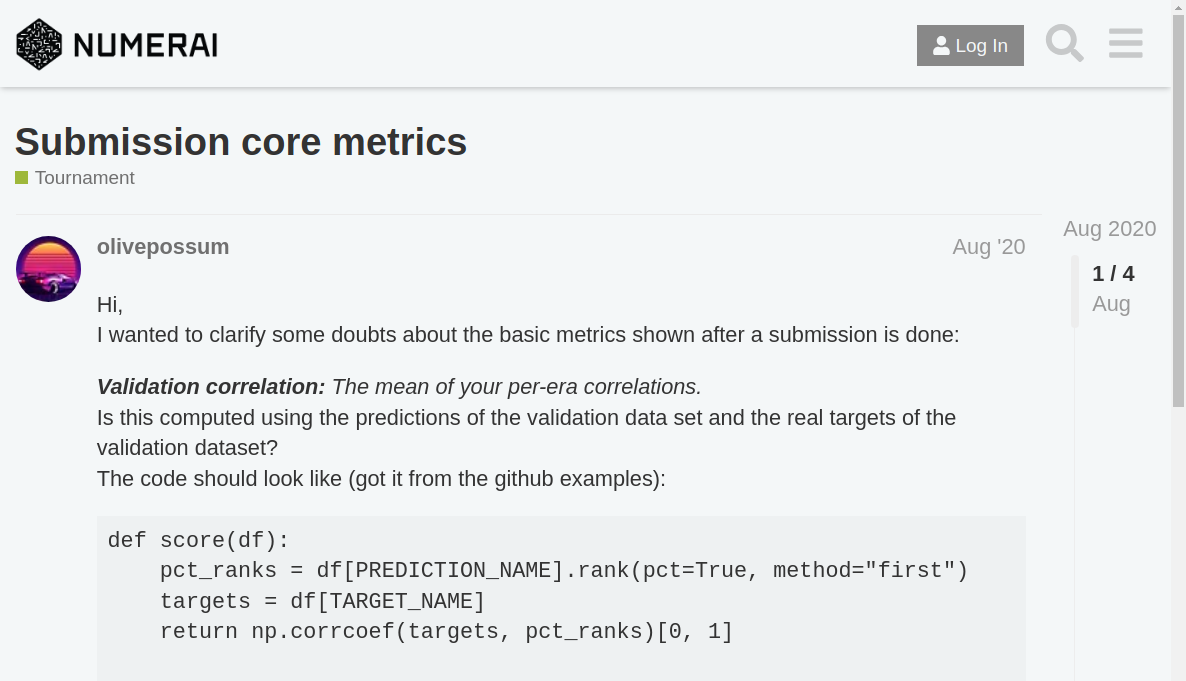 NUMERAI
Log In
Submission core metrics
Tournament
olivepossum
Aug '20
Aug 2020
1 / 4
Aug
Hi,
I wanted to clarify some doubts about the basic metrics shown after a submission is done:
Validation correlation: The mean of your per-era correlations.
Is this computed using the predictions of the validation data set and the real targets of the
validation dataset?
The code should look like (got it from the github examples):
def score(df):
    pct_ranks = df[PREDICTION_NAME].rank(pct=True, method="first")
    targets = df[TARGET_NAME]
    return np.corrcoef(targets, pct_ranks)[0, 1]